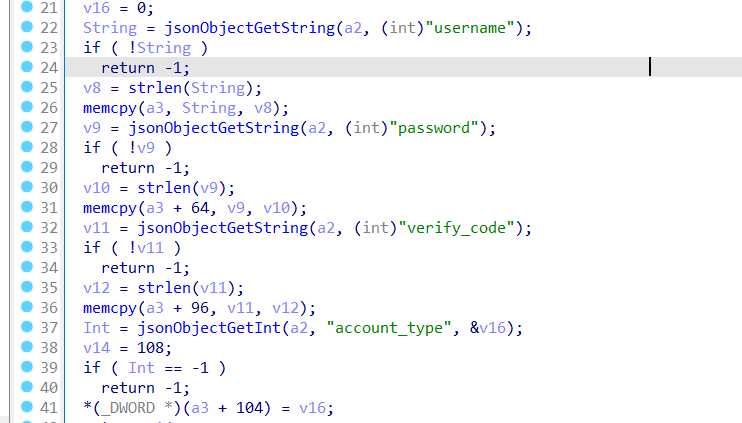 21 v16 = 0;
22 String = jsonObjectGetString(a2, (int)"username");
23 if ( !String )
24 return -1;
25 v8 = strlen(String);
26 memcpy(a3, String, v8);
27 v9 = jsonObjectGetString(a2, (int)"password");
28 if ( !v9 )
29 return -1;
30 v10 = strlen(v9);
31 memcpy(a3 + 64, v9, v10);
32 v11 = jsonObjectGetString(a2, (int)"verify_code");
33 if ( !v11 )
34 return -1;
35 v12 = strlen(v11);
36 memcpy(a3 + 96, v11, v12);
37 Int = jsonObjectGetInt(a2, "account_type", &v16);
38 v14 = 108;
39 if ( Int == -1 )
40 return -1;
41 *(_DWORD *)(a3 + 104) = v16;